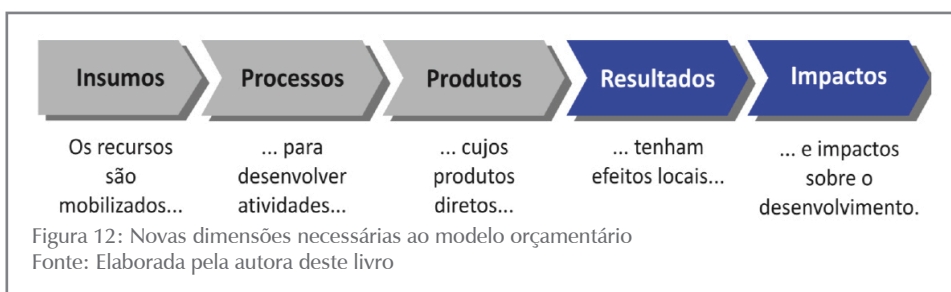 Insumos
Processos
Produtos
Resultados
Impactos
Os recursos
são
mobilizados...
... para
desenvolver
atividades...
... cujos
produtos
diretos...
... tenham
efeitos locais...
... e impactos
sobre o
desenvolvimento.
Figura 12: Novas dimensões necessárias ao modelo orçamentário
Fonte: Elaborada pela autora deste livro